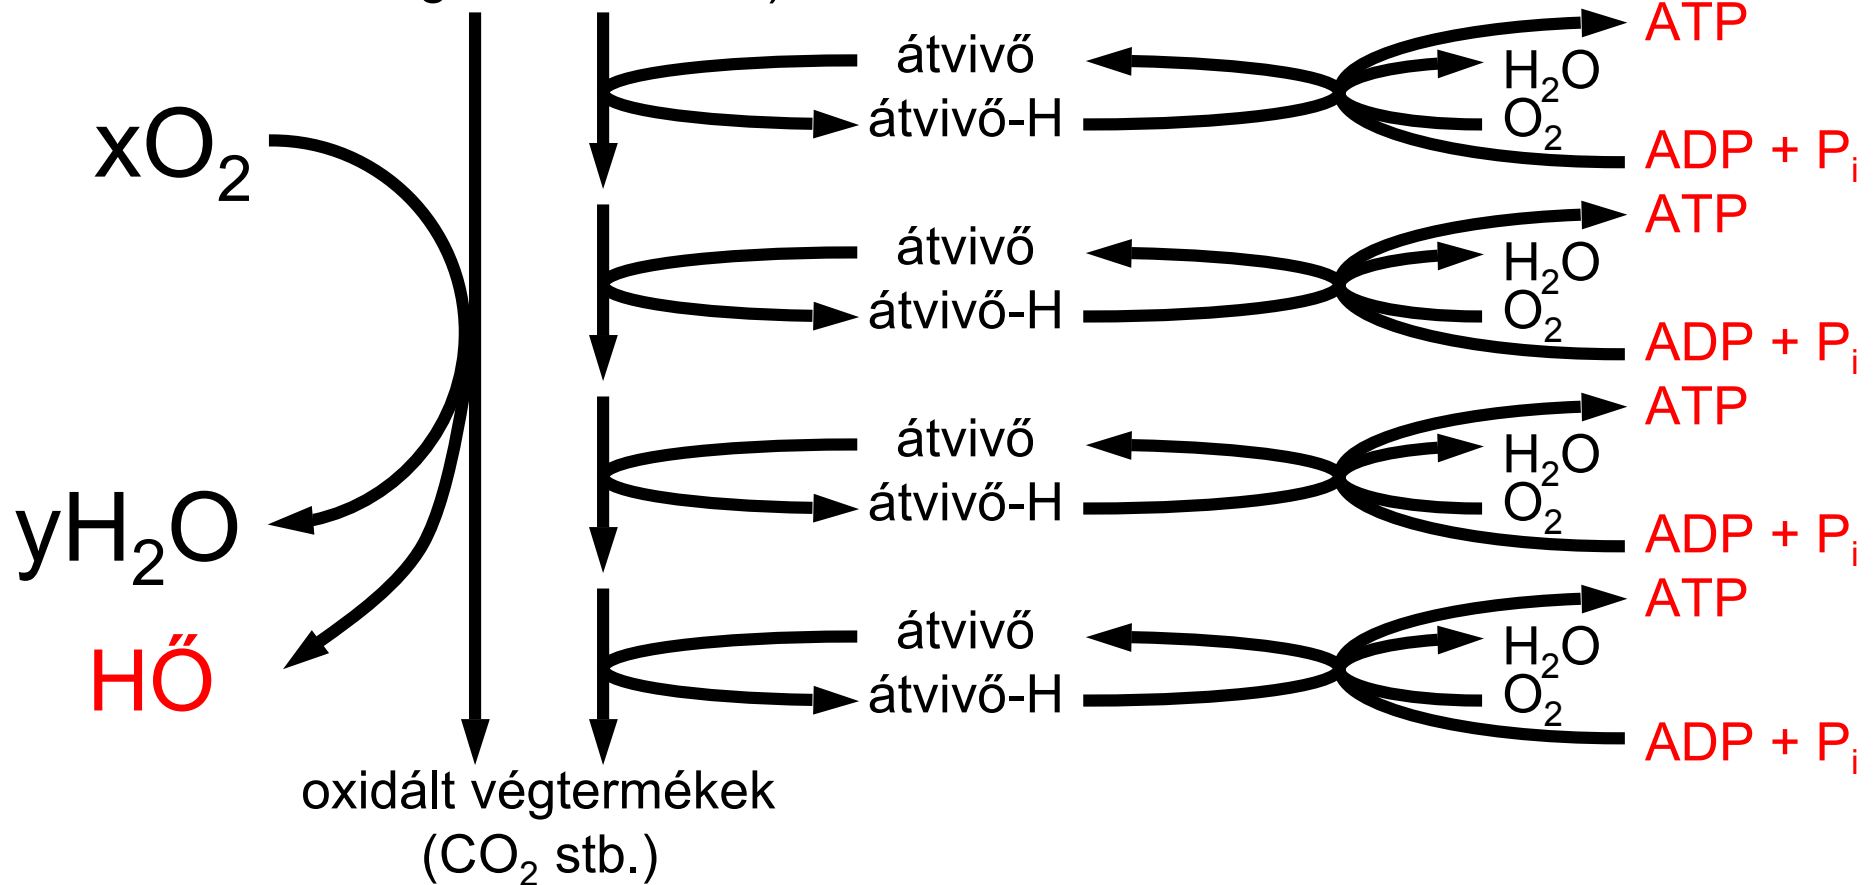 xO₂
yH₂O
HŐ
átvivő
átvivő-H
ATP
H₂O
O₂
ADP + Pᵢ
átvivő
átvivő-H
ATP
H₂O
O₂
ADP + Pᵢ
átvivő
átvivő-H
ATP
H₂O
O₂
ADP + Pᵢ
átvivő
átvivő-H
ATP
H₂O
O₂
ADP + Pᵢ
oxidált végtermékek
(CO₂ stb.)